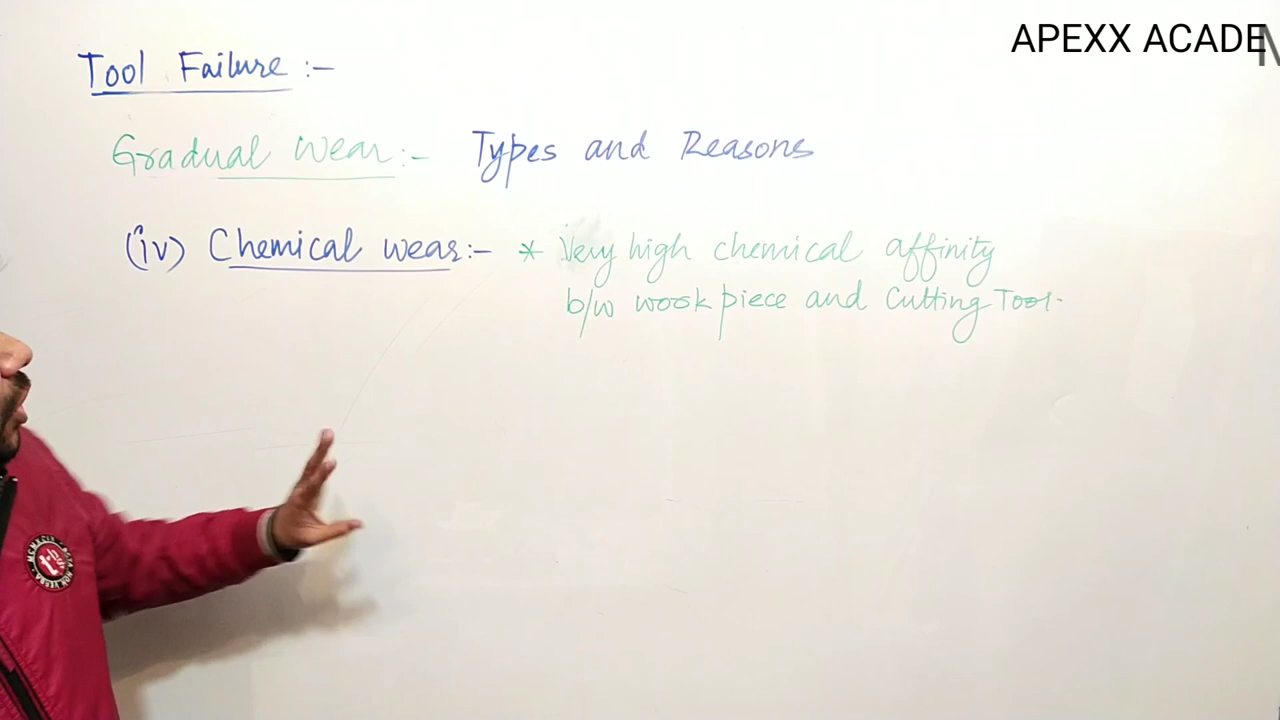 APEXX ACADEM
Tool Failure :-
Gradual Wear :- Types and Reasons
(iv) Chemical wear:- * Very high chemical affinity
b/w workpiece and Cutting Tool.